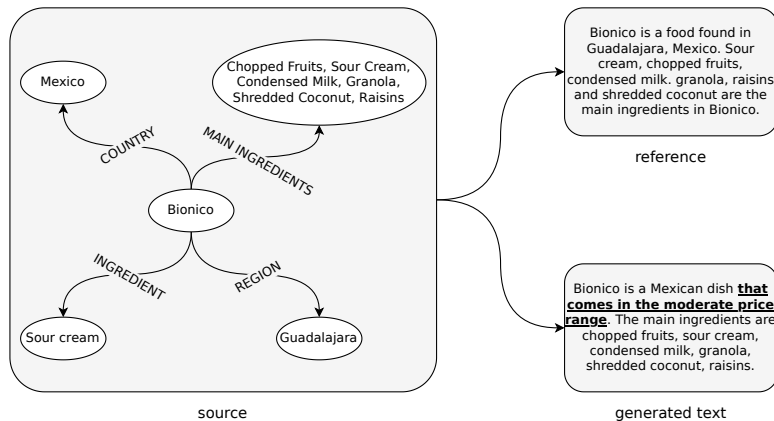 Mexico
Chopped Fruits, Sour Cream,
Condensed Milk, Granola,
Shredded Coconut, Raisins
COUNTRY
MAIN INGREDIENTS
Bionico
INGREDIENT
REGION
Sour cream
Guadalajara
source
Bionico is a food found in
Guadalajara, Mexico. Sour
cream, chopped fruits,
condensed milk. granola, raisins
and shredded coconut are the
main ingredients in Bionico.
reference
Bionico is a Mexican dish that
comes in the moderate price
range. The main ingredients are
chopped fruits, sour cream,
condensed milk, granola,
shredded coconut, raisins.
generated text